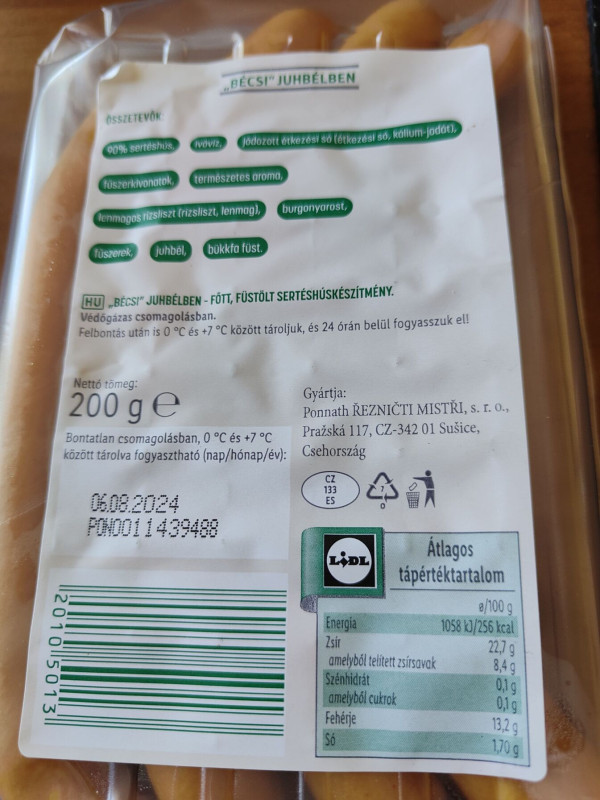 „BÉCSI” JUHBÉLBEN
ÖSSZETEVŐK:
90% sertéshús, ivóvíz, jódozott étkezési só (étkezési só, kálium-jodát),
fűszerkivonatok, természetes aroma,
lenmagos rizsliszt (rizsliszt, lenmag), burgonyarost,
fűszerek, juhbél, bükkfa füst.
HU „BÉCSI” JUHBÉLBEN - FŐTT, FÜSTÖLT SERTÉSHÚSKÉSZÍTMÉNY.
Védőgázas csomagolásban.
Felbontás után is 0 °C és +7 °C között tároljuk, és 24 órán belül fogyasszuk el!
Nettó tömeg:
200 g e
Bontatlan csomagolásban, 0 °C és +7 °C
között tárolva fogyasztható (nap/hónap/év):
06.08.2024
PON0011439488
20105013
Gyártja:
Ponnath ŘEZNIČTI MISTŘI, s. r. o.,
Pražská 117, CZ-342 01 Sušice,
Csehország
CZ
133
ES
7
O
LIDL
Átlagos
tápértéktartalom
ø/100 g
Energia 1058 kJ/256 kcal
Zsír 22,7 g
amelyből telített zsírsavak 8,4 g
Szénhidrát 0,1 g
amelyből cukrok 0,1 g
Fehérje 13,2 g
Só 1,70 g